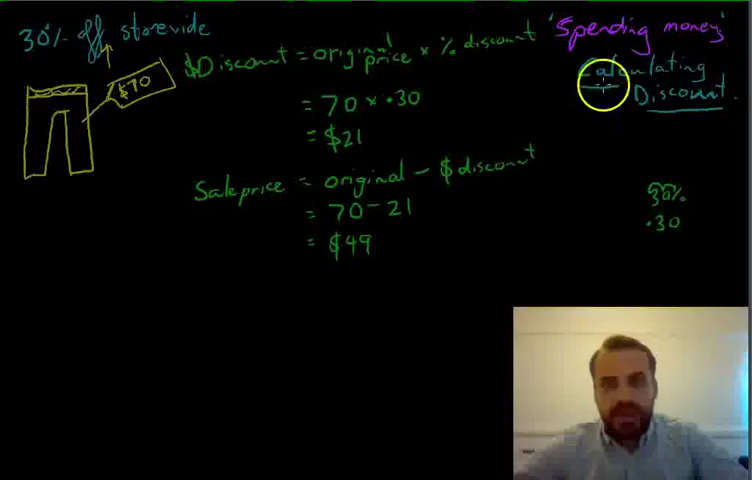 30% off storewide
$70
$Discount = original price × % discount
= 70 × .30
= $21
Sale price = original - $ discount
= 70 - 21
= $49
'Spending money'
Calculating
Discount.
30%
.30